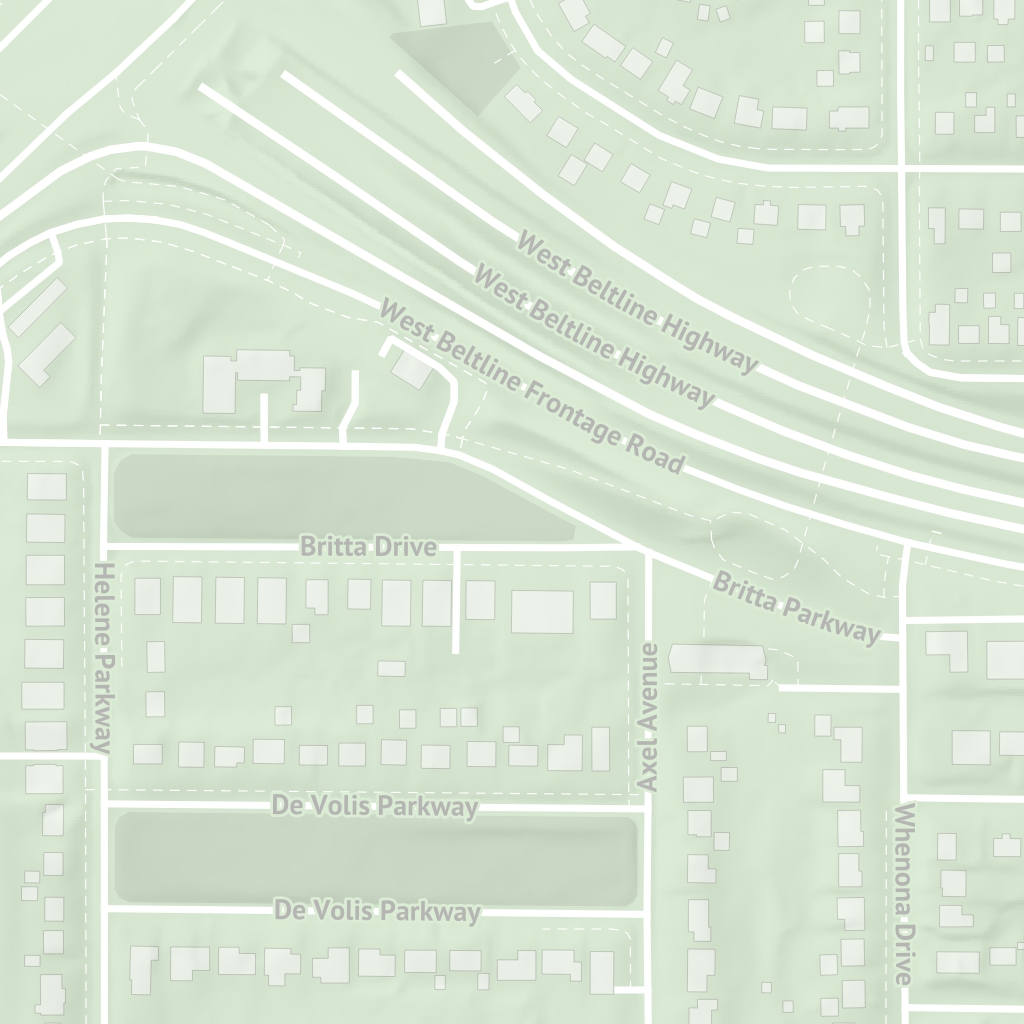 West Beltline Highway
West Beltline Highway
West Beltline Frontage Road
Britta Drive
Britta Parkway
Helene Parkway
Axel Avenue
De Volis Parkway
Whenona Drive
De Volis Parkway